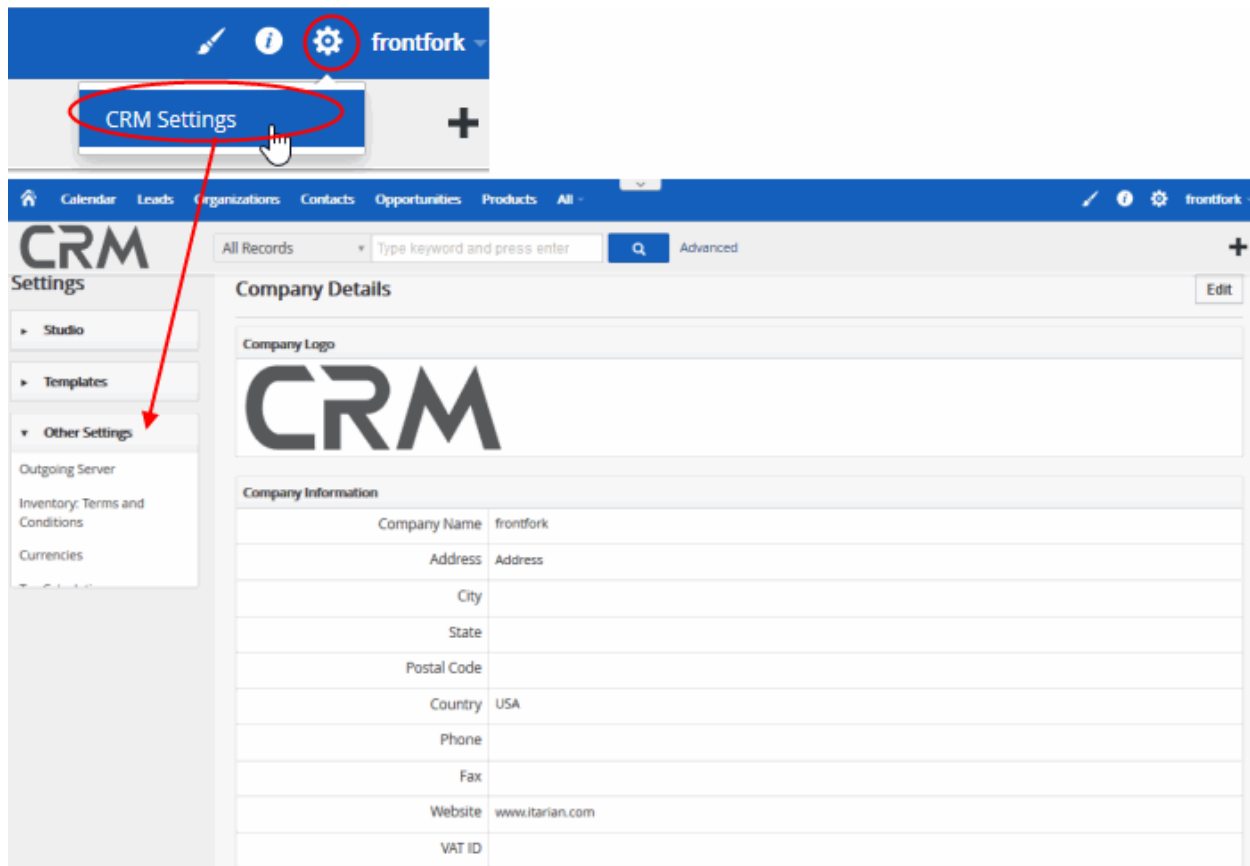 frontfork
CRM Settings
Calendar Leads Organizations Contacts Opportunities Products All frontfork
CRM All Records Type keyword and press enter Advanced
Settings
Company Details Edit
Studio
Company Logo
Templates
CRM
Other Settings
Outgoing Server
Inventory: Terms and
Conditions
Currencies
Company Information
Company Name frontfork
Address Address
City
State
Postal Code
Country USA
Phone
Fax
Website www.itarian.com
VAT ID